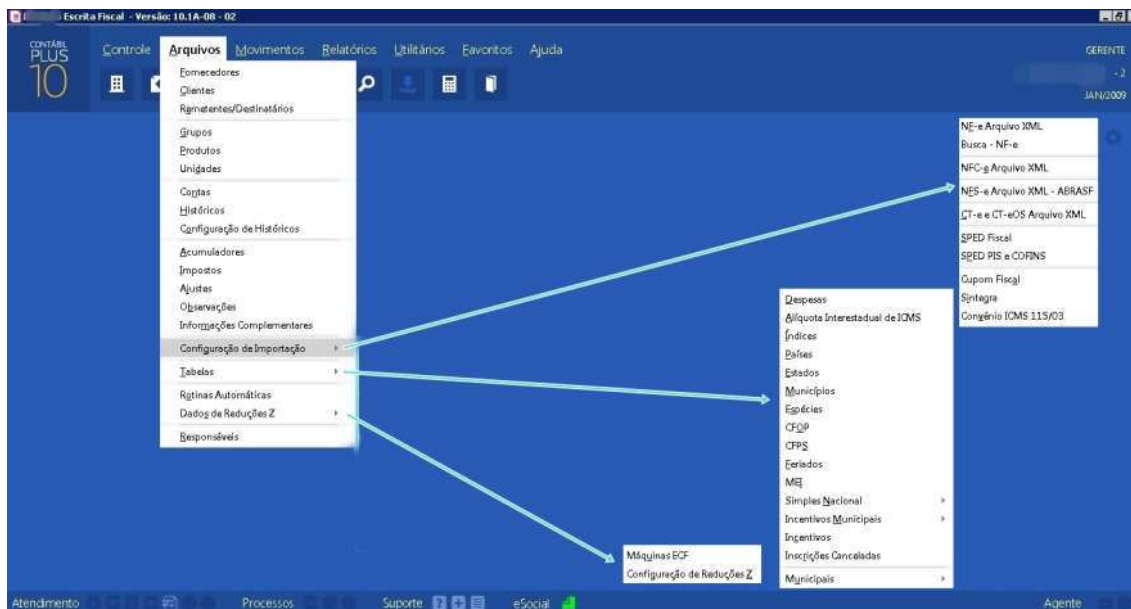 Escrita Fiscal - Versão: 10.1A-08 - 02
CONTÁBIL
PLUS
10
Controle Arquivos Movimentos Relatórios Utilitários Favoritos Ajuda
GERENTE
- 2
JAN/2009
Fornecedores
Clientes
Remetentes/Destinatários
Grupos
Produtos
Unidades
Contas
Históricos
Configuração de Históricos
Acumuladores
Impostos
Ajustes
Observações
Informações Complementares
Configuração de Importação
Tabelas
Rotinas Automáticas
Dados de Reduções Z
Responsáveis
NF-e Arquivo XML
Busca - NF-e
NFC-e Arquivo XML
NFS-e Arquivo XML - ABRASF
CT-e e CT-eOS Arquivo XML
SPED Fiscal
SPED PIS e COFINS
Cupom Fiscal
Sintegra
Convênio ICMS 115/03
Despesas
Alíquota Interestadual de ICMS
Índices
Países
Estados
Municípios
Espécies
CFOP
CFPS
Feriados
MEI
Simples Nacional
Incentivos Municipais
Incentivos
Inscrições Canceladas
Municipais
Máquinas ECF
Configuração de Reduções Z
Atendimento Processos Suporte eSocial Agente